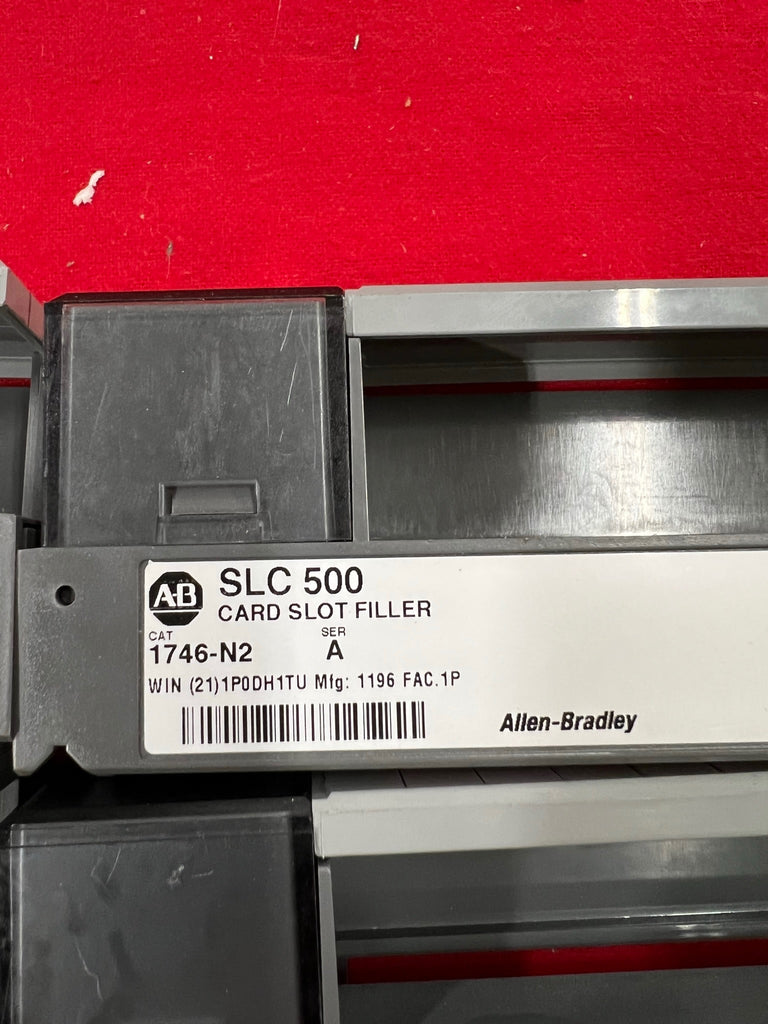 AB
SLC 500
CARD SLOT FILLER
CAT SER
1746-N2 A
WIN (21)1P0DH1TU Mfg: 1196 FAC.1P
Allen-Bradley